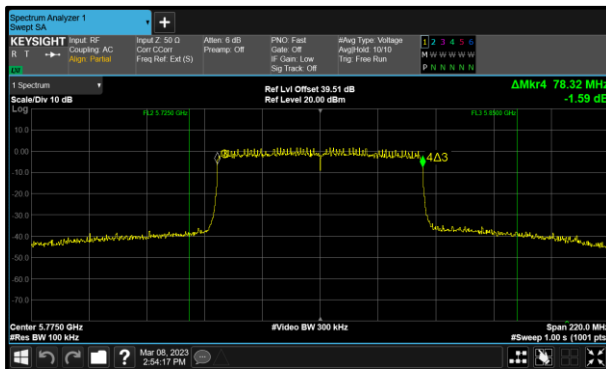 Spectrum Analyzer 1
Swept SA
KEYSIGHT Input: RF Input Z: 50 Ω Atten: 6 dB PNO: Fast #Avg Type: Voltage 1 2 3 4 5 6
R T Coupling: AC Corr CCorr Preamp: Off Gate: Off Avg|Hold: 10/10 M W W W W W
Align: Partial Freq Ref: Ext (S) IF Gain: Low Trig: Free Run
Sig Track: Off P N N N N N
1 Spectrum
Ref Lvl Offset 39.51 dB ΔMkr4 78.32 MHz
Scale/Div 10 dB Ref Level 20.00 dBm -1.59 dB
Log
FL2 5.7250 GHz FL3 5.8500 GHz
10.0
0.00
4Δ3
-10.0
-20.0
-30.0
-40.0
-50.0
-60.0
-70.0
Center 5.7750 GHz #Video BW 300 kHz Span 220.0 MHz
#Res BW 100 kHz #Sweep 1.00 s (1001 pts)
? Mar 08, 2023
2:54:17 PM